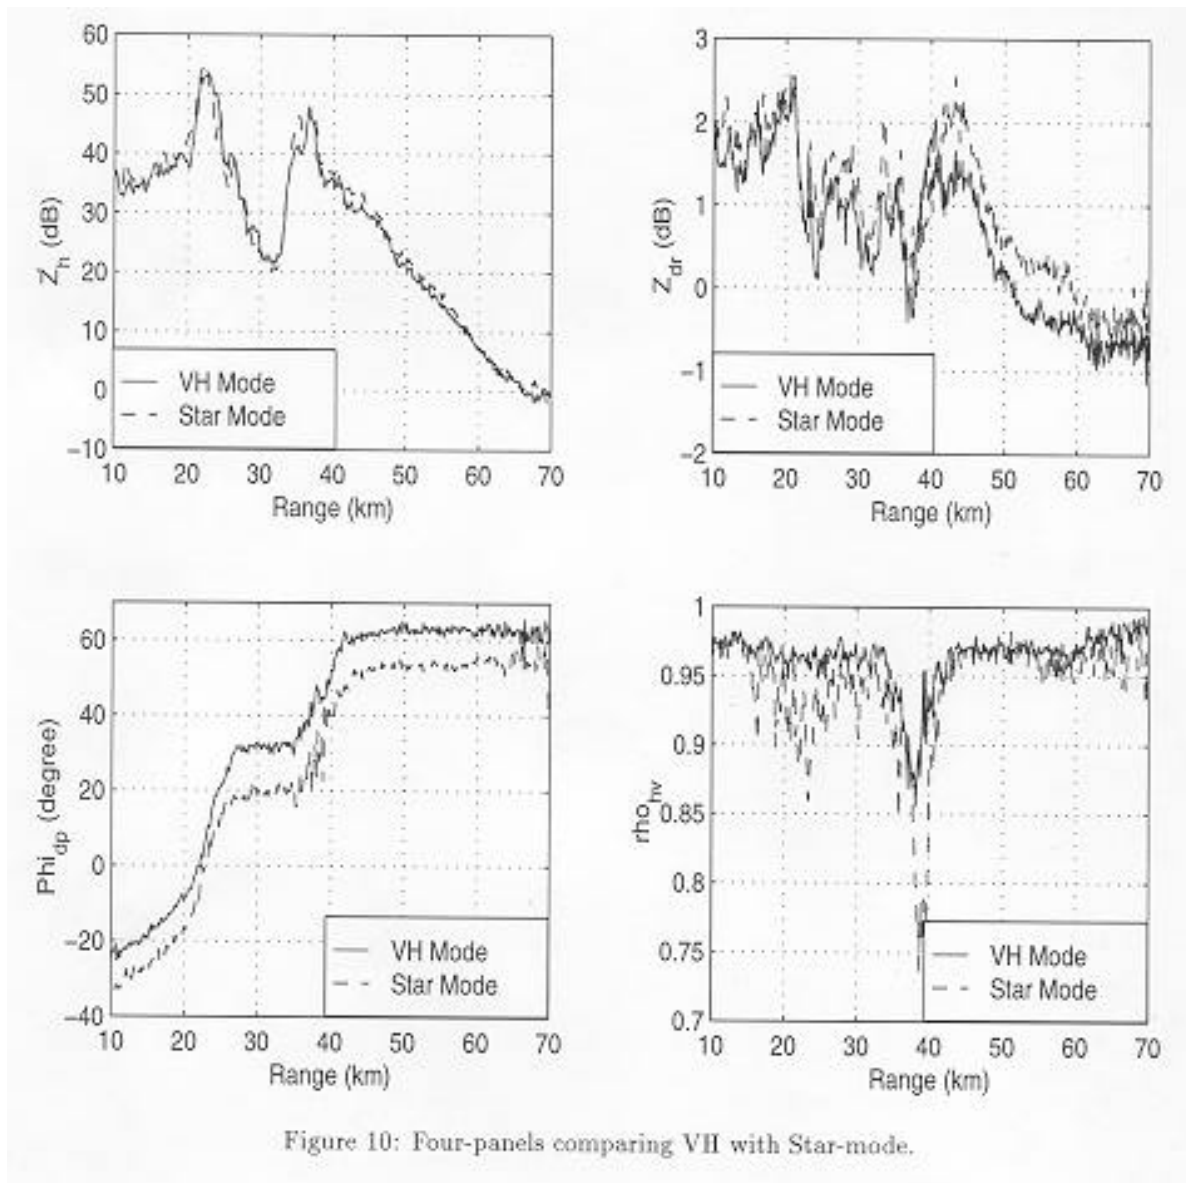 60
50
40
30
20
10
0
−10
Z_h (dB)
VH Mode
Star Mode
10 20 30 40 50 60 70
Range (km)
3
2
1
0
−1
−2
Z_dr (dB)
VH Mode
Star Mode
10 20 30 40 50 60 70
Range (km)
60
40
20
0
−20
−40
Phi_dp (degree)
VH Mode
Star Mode
10 20 30 40 50 60 70
Range (km)
1
0.95
0.9
0.85
0.8
0.75
0.7
rho_hv
VH Mode
Star Mode
10 20 30 40 50 60 70
Range (km)
Figure 10: Four-panels comparing VH with Star-mode.